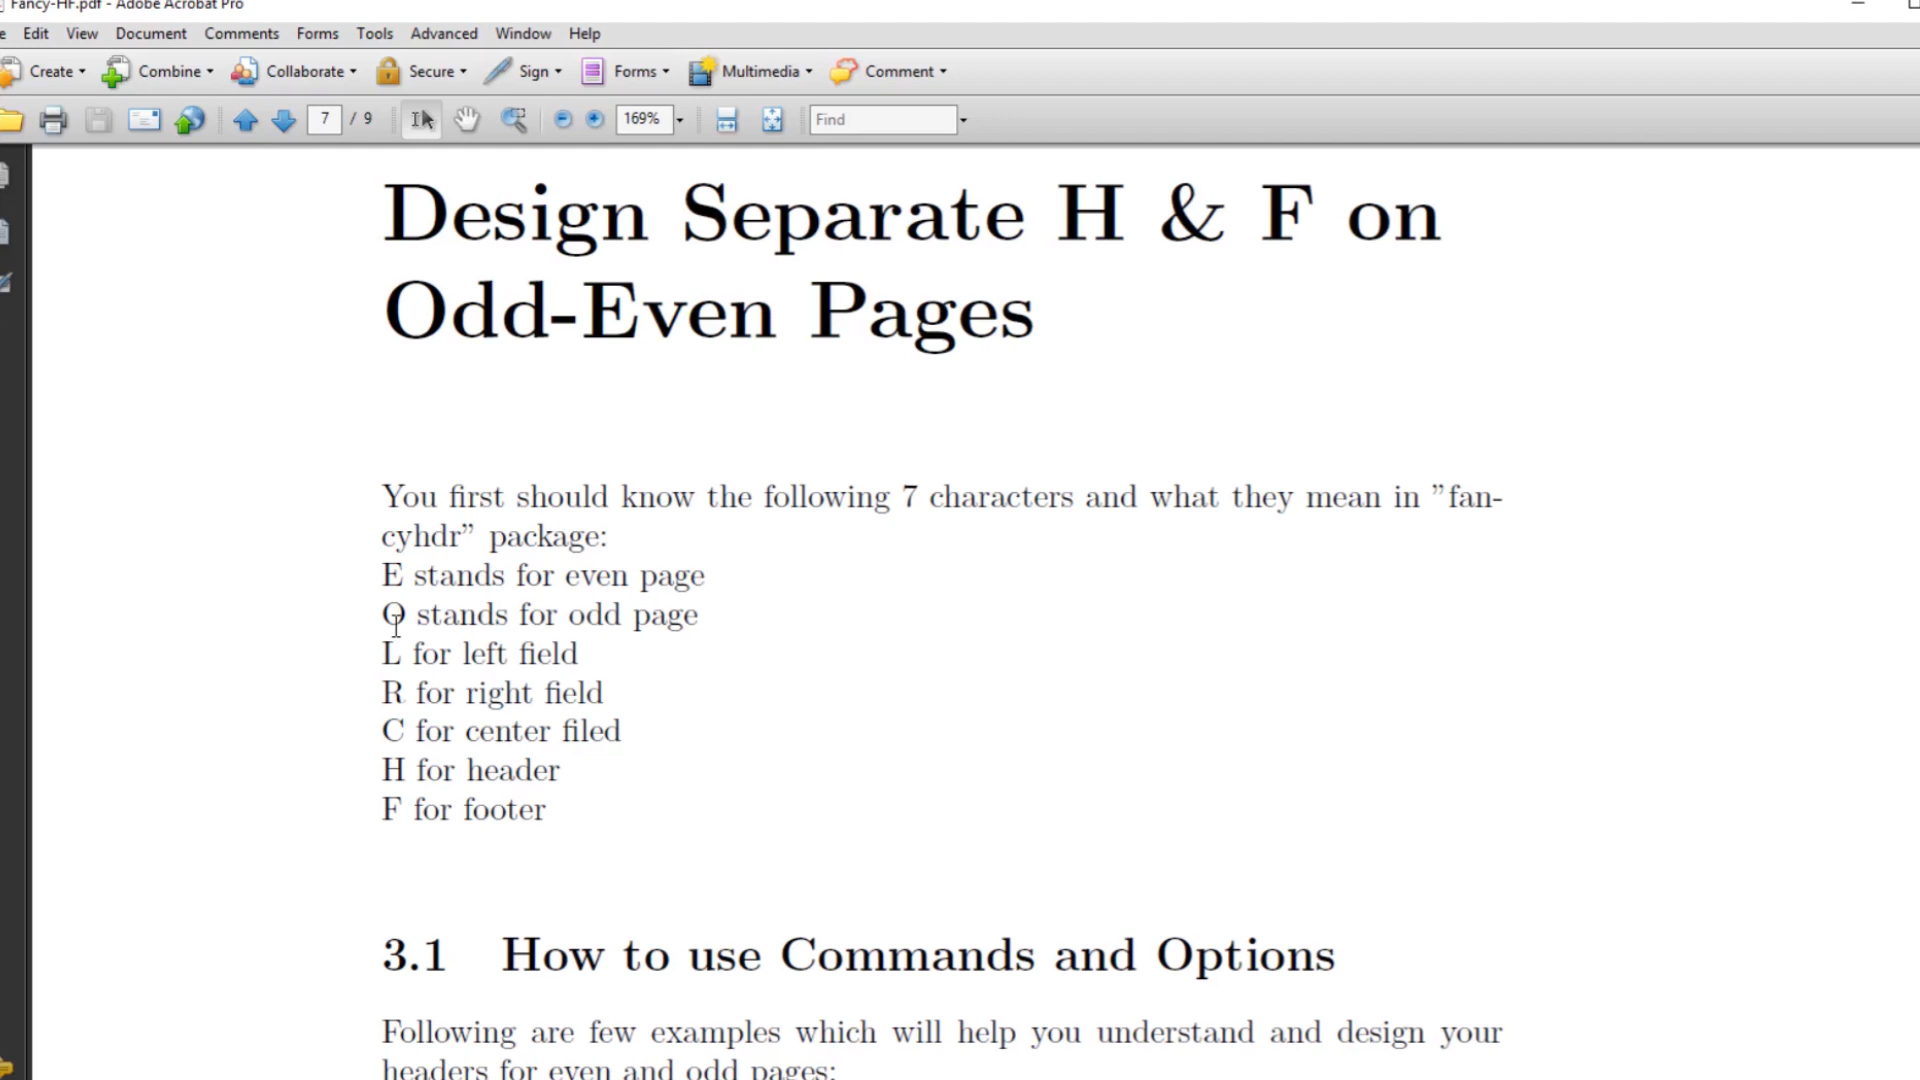 Fancy-HF.pdf - Adobe Acrobat Pro
Edit View Document Comments Forms Tools Advanced Window Help
Create Combine Collaborate Secure Sign Forms Multimedia Comment
7 / 9 169% Find
Design Separate H & F on
Odd-Even Pages
You first should know the following 7 characters and what they mean in ”fan-
cyhdr” package:
E stands for even page
O stands for odd page
L for left field
R for right field
C for center filed
H for header
F for footer
3.1 How to use Commands and Options
Following are few examples which will help you understand and design your
headers for even and odd pages: